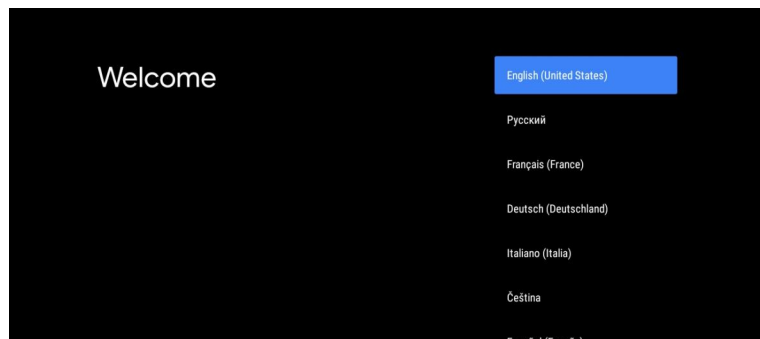 Welcome
English (United States)
Русский
Français (France)
Deutsch (Deutschland)
Italiano (Italia)
Čeština